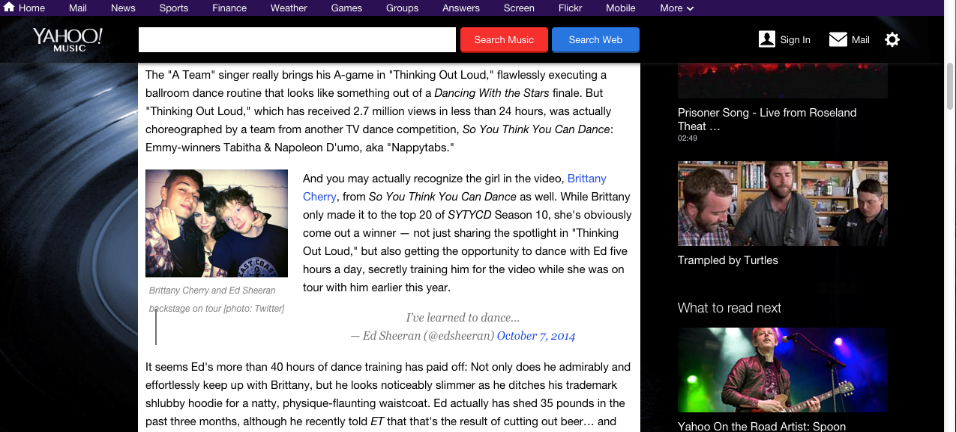 Home Mail News Sports Finance Weather Games Groups Answers Screen Flickr Mobile More
YAHOO!
MUSIC
Search Music Search Web Sign In Mail
The "A Team" singer really brings his A-game in "Thinking Out Loud," flawlessly executing a
ballroom dance routine that looks like something out of a Dancing With the Stars finale. But
"Thinking Out Loud," which has received 2.7 million views in less than 24 hours, was actually
choreographed by a team from another TV dance competition, So You Think You Can Dance:
Emmy-winners Tabitha & Napoleon D'umo, aka "Nappytabs."
And you may actually recognize the girl in the video, Brittany
Cherry, from So You Think You Can Dance as well. While Brittany
only made it to the top 20 of SYTYCD Season 10, she's obviously
come out a winner — not just sharing the spotlight in "Thinking
Out Loud," but also getting the opportunity to dance with Ed five
hours a day, secretly training him for the video while she was on
tour with him earlier this year.
Brittany Cherry and Ed Sheeran
backstage on tour [photo: Twitter]
I've learned to dance...
— Ed Sheeran (@edsheeran) October 7, 2014
It seems Ed's more than 40 hours of dance training has paid off: Not only does he admirably and
effortlessly keep up with Brittany, but he looks noticeably slimmer as he ditches his trademark
shlubby hoodie for a natty, physique-flaunting waistcoat. Ed actually has shed 35 pounds in the
past three months, although he recently told ET that that's the result of cutting out beer... and
Prisoner Song - Live from Roseland
Theat ...
02:49
Trampled by Turtles
What to read next
Yahoo On the Road Artist: Spoon